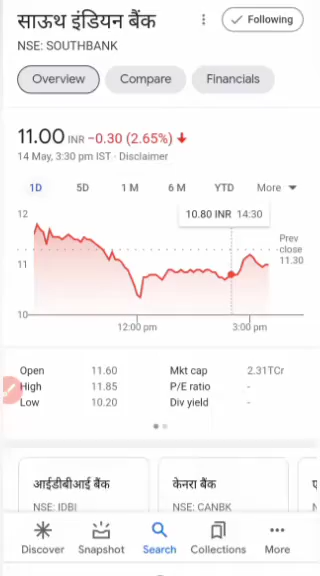 साऊथ इंडियन बैंक
Following
NSE: SOUTHBANK
Overview
Compare
Financials
11.00 INR −0.30 (2.65%)
14 May, 3:30 pm IST · Disclaimer
1D 5D 1 M 6 M YTD More
12
10.80 INR 14:30
Prev
close
11.30
11
10
12:00 pm 3:00 pm
Open 11.60 Mkt cap 2.31TCr
High 11.85 P/E ratio -
Low 10.20 Div yield -
आईडीबीआई बैंक केनरा बैंक
NSE: IDBI NSE: CANBK
Discover Snapshot Search Collections More